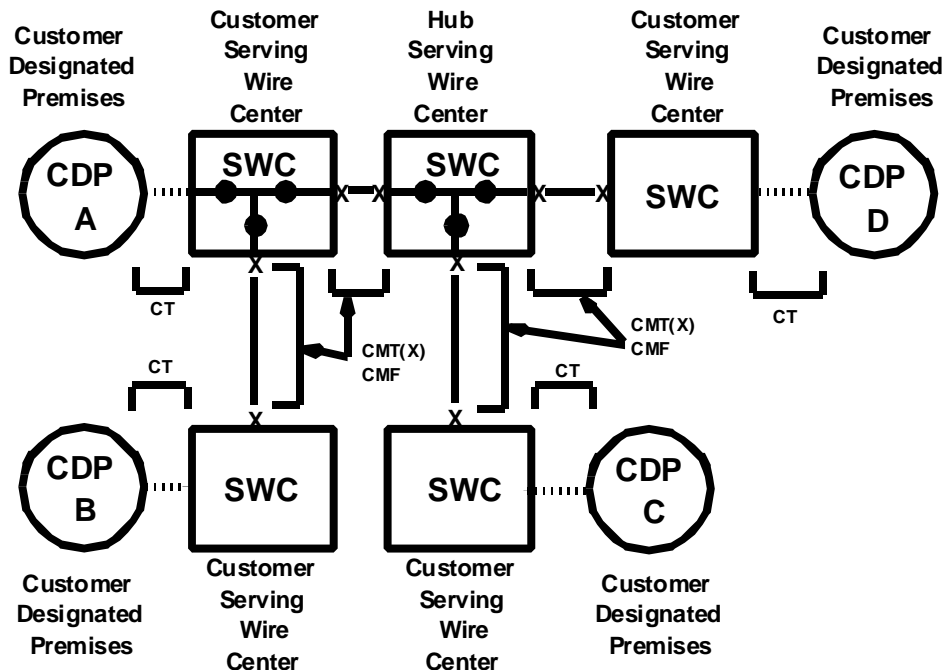 Customer
Designated
Premises
Customer
Serving
Wire
Center
Hub
Serving
Wire
Center
Customer
Serving
Wire
Center
Customer
Designated
Premises
CDP
A
SWC
X
X
SWC
X
X
SWC
CDP
D
X
X
CT
CMT(X)
CMF
CMT(X)
CMF
CT
CT
CT
X
X
CDP
B
SWC
SWC
CDP
C
Customer
Designated
Premises
Customer
Serving
Wire
Center
Customer
Serving
Wire
Center
Customer
Designated
Premises